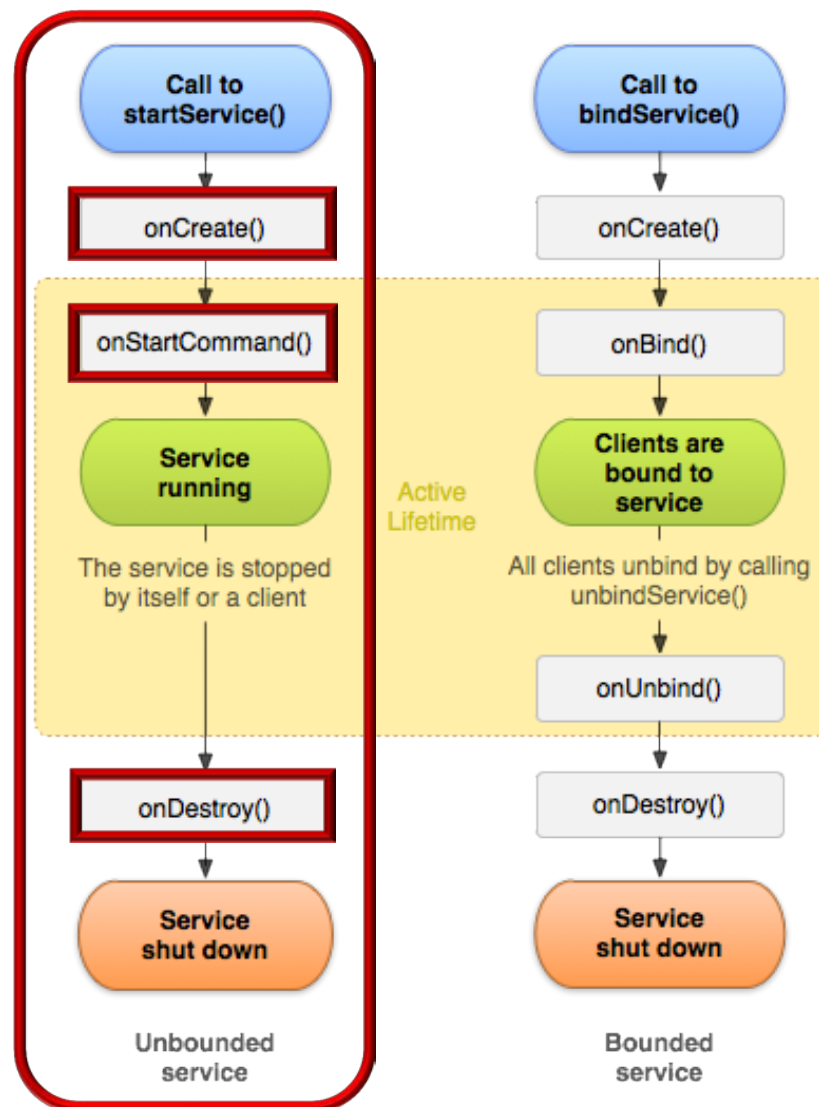 Call to
startService()
onCreate()
onStartCommand()
Service
running
The service is stopped
by itself or a client
onDestroy()
Service
shut down
Unbounded
service
Active
Lifetime
Call to
bindService()
onCreate()
onBind()
Clients are
bound to
service
All clients unbind by calling
unbindService()
onUnbind()
onDestroy()
Service
shut down
Bounded
service